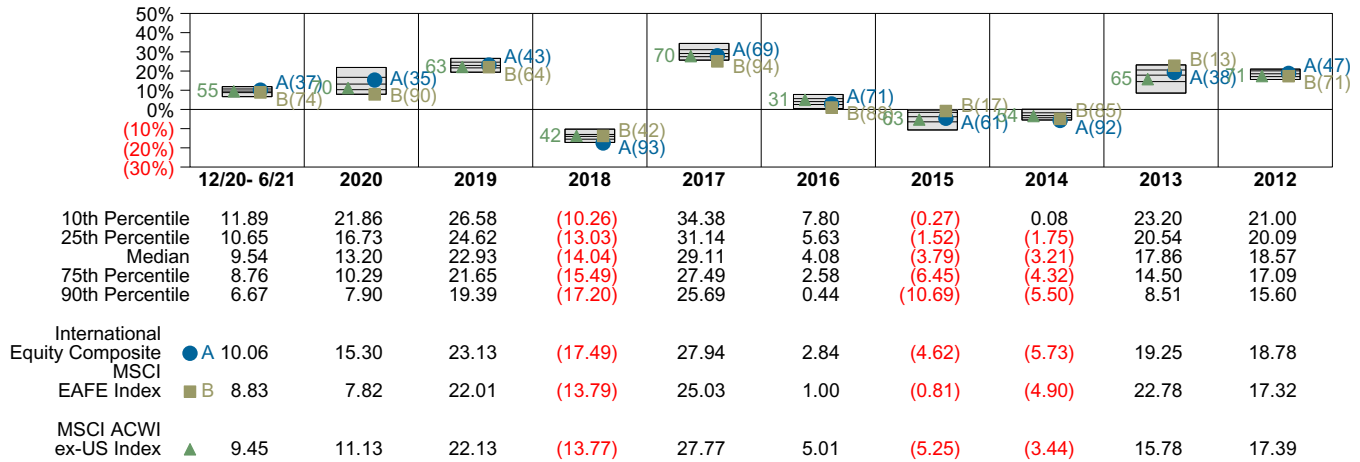 50%
40%
30%
20%
10%
0%
(10%)
(20%)
(30%)
12/20- 6/21 2020 2019 2018 2017 2016 2015 2014 2013 2012
55 A(37) B(74)
70 A(35) B(90)
63 A(43) B(64)
42 B(42) A(93)
70 A(69) B(94)
31 A(71) B(88)
63 B(17) A(61)
B(85) A(92)
65 B(13) A(38)
71 A(47) B(71)
10th Percentile 11.89 21.86 26.58 (10.26) 34.38 7.80 (0.27) 0.08 23.20 21.00
25th Percentile 10.65 16.73 24.62 (13.03) 31.14 5.63 (1.52) (1.75) 20.54 20.09
Median 9.54 13.20 22.93 (14.04) 29.11 4.08 (3.79) (3.21) 17.86 18.57
75th Percentile 8.76 10.29 21.65 (15.49) 27.49 2.58 (6.45) (4.32) 14.50 17.09
90th Percentile 6.67 7.90 19.39 (17.20) 25.69 0.44 (10.69) (5.50) 8.51 15.60
International
Equity Composite A 10.06 15.30 23.13 (17.49) 27.94 2.84 (4.62) (5.73) 19.25 18.78
MSCI
EAFE Index B 8.83 7.82 22.01 (13.79) 25.03 1.00 (0.81) (4.90) 22.78 17.32
MSCI ACWI
ex-US Index 9.45 11.13 22.13 (13.77) 27.77 5.01 (5.25) (3.44) 15.78 17.39